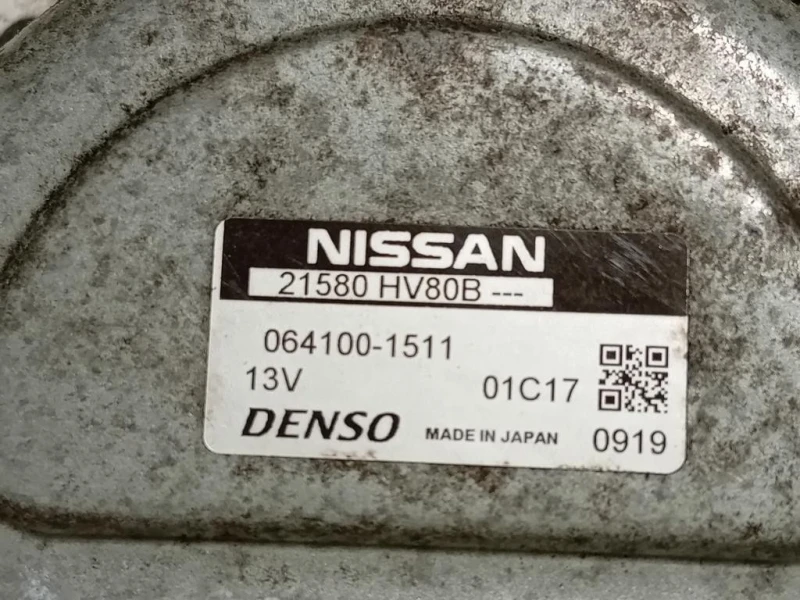 NISSAN
21580 HV80B ---
064100-1511
13V 01C17
DENSO MADE IN JAPAN 0919